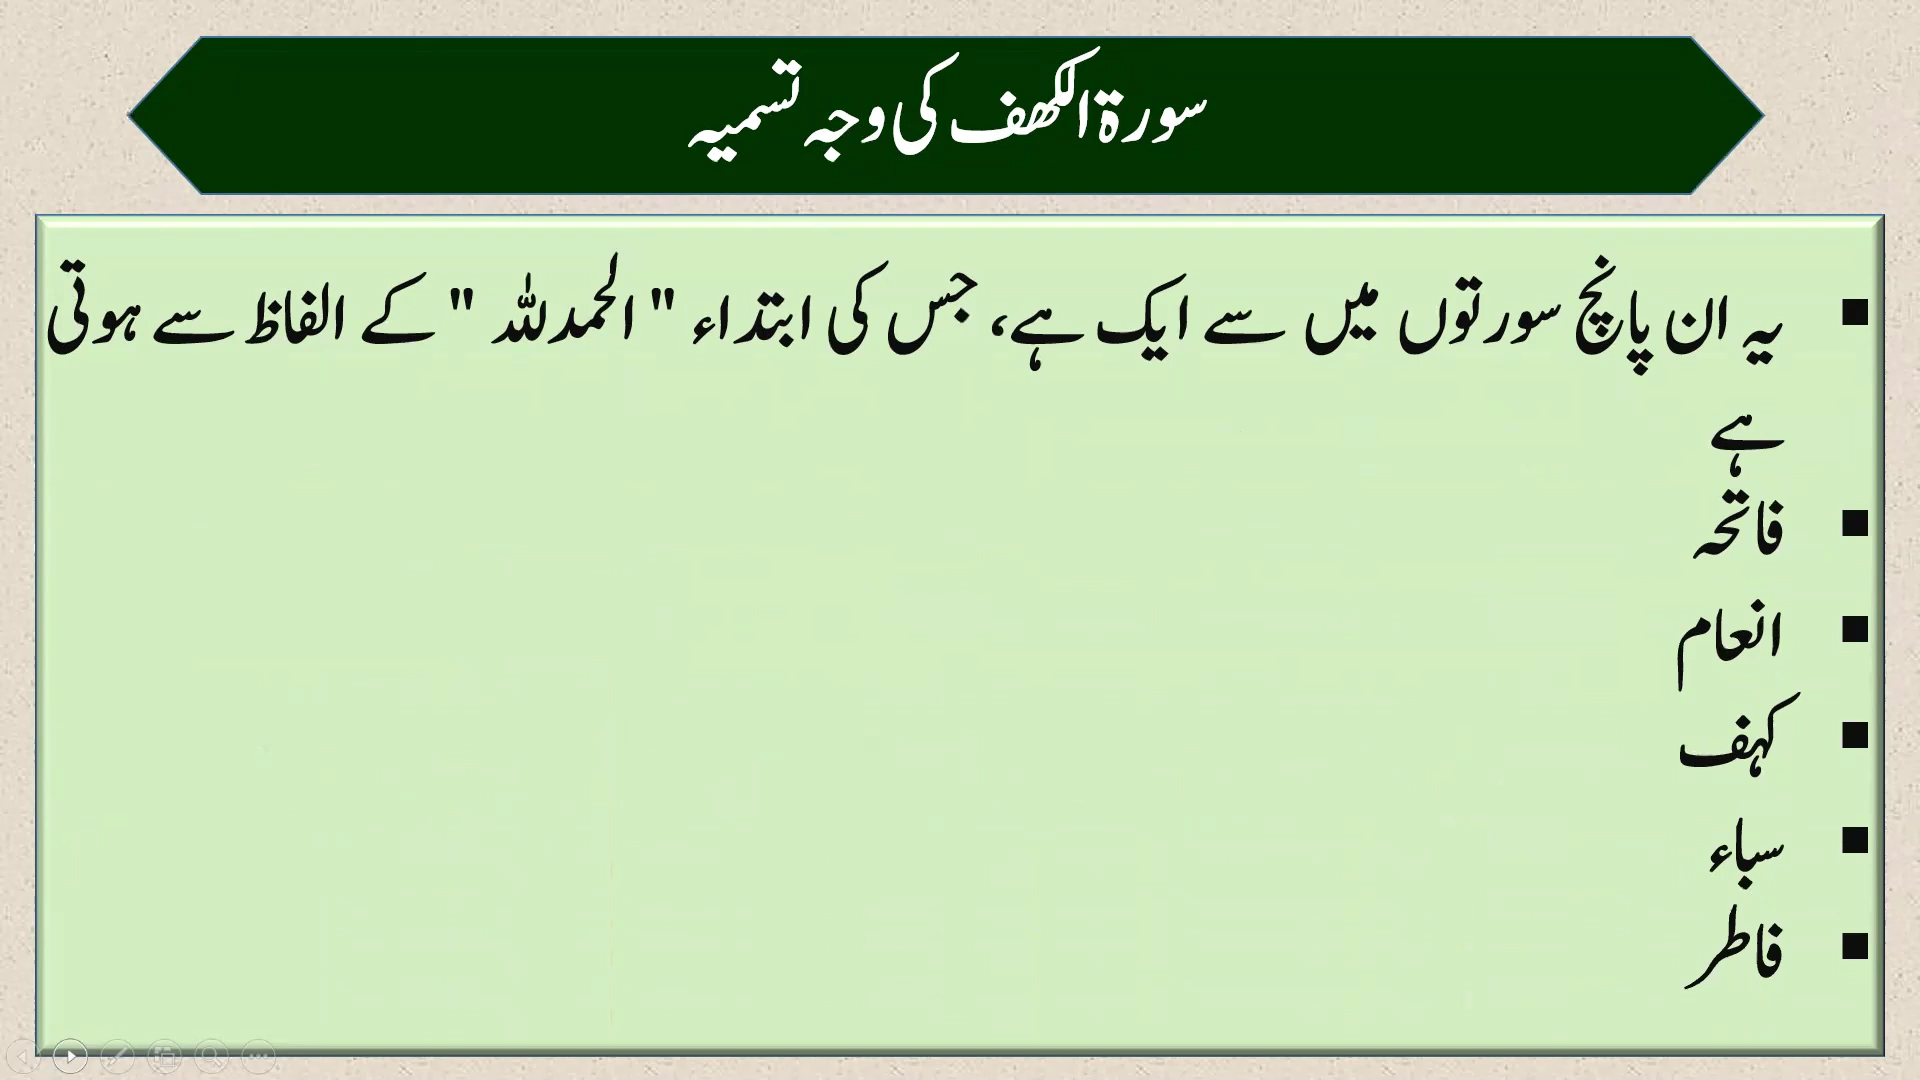 سورۃ الکھف کی وجہ تسمیہ
▪ یہ ان پانچ سورتوں میں سے ایک ہے، جس کی ابتداء " الحمدللہ " کے الفاظ سے ہوتی
ہے
▪ فاتحہ
▪ انعام
▪ کہف
▪ سباء
▪ فاطر